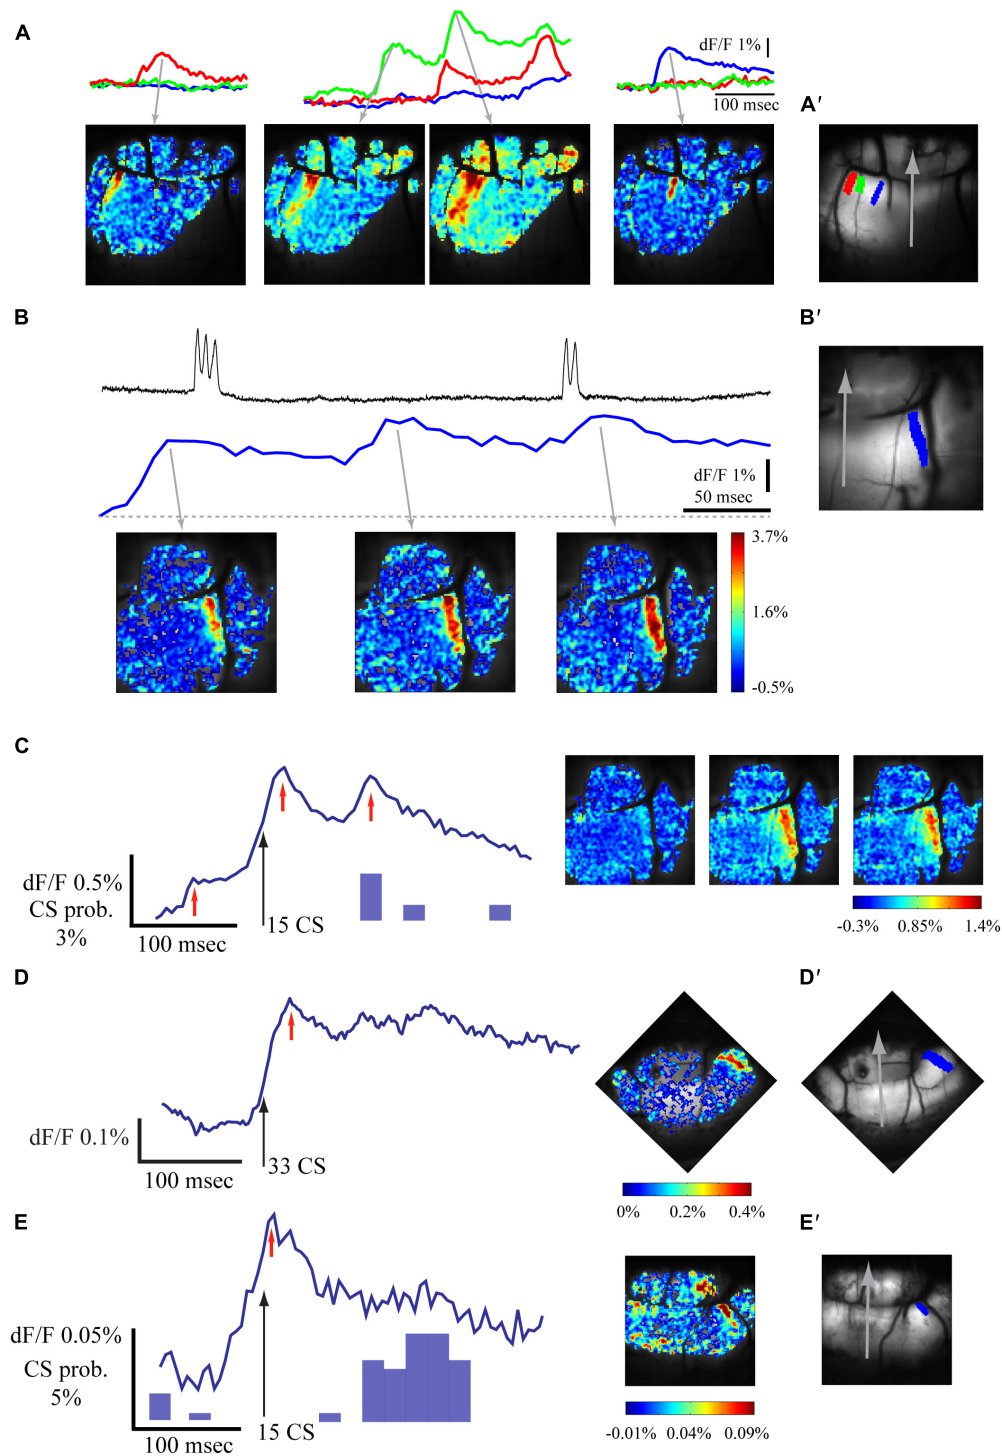 A
dF/F 1%
100 msec
A′
B
B′
dF/F 1%
50 msec
3.7%
1.6%
-0.5%
C
dF/F 0.5%
CS prob.
3%
100 msec
15 CS
-0.3% 0.85% 1.4%
D
D′
dF/F 0.1%
100 msec
33 CS
0% 0.2% 0.4%
E
E′
dF/F 0.05%
CS prob.
5%
100 msec
15 CS
-0.01% 0.04% 0.09%